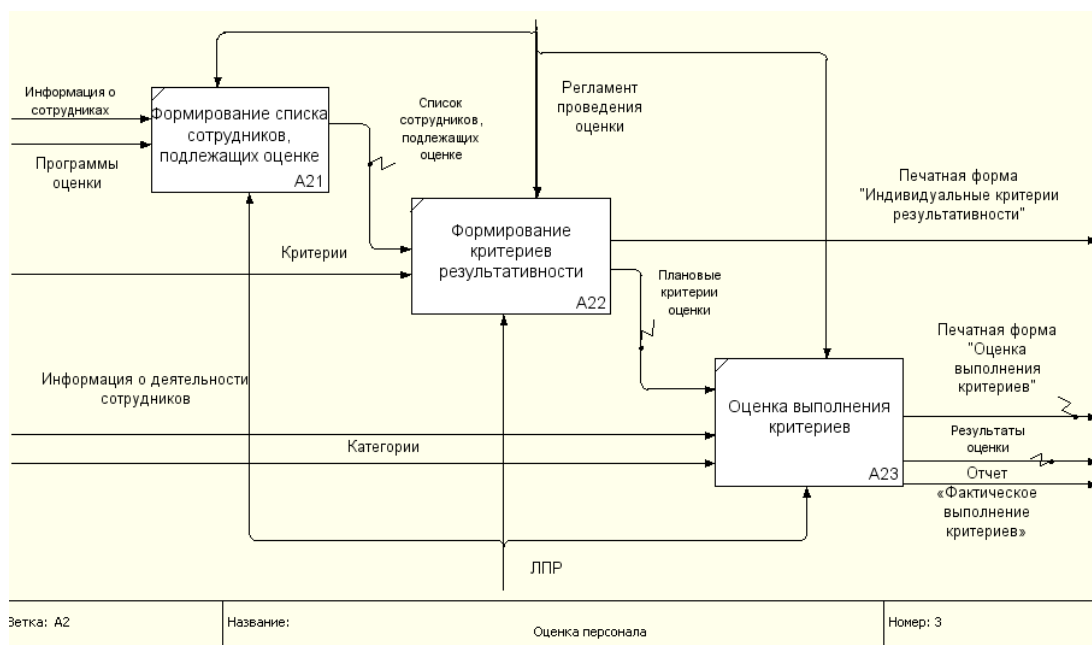 Информация о
сотрудниках
Программы
оценки
Формирование списка
сотрудников,
подлежащих оценке
A21
Список
сотрудников,
подлежащих
оценке
Регламент
проведения
оценки
Критерии
Формирование
критериев
результативности
A22
Печатная форма
"Индивидуальные критерии
результативности"
Плановые
критерии
оценки
Информация о деятельности
сотрудников
Категории
Оценка выполнения
критериев
A23
Печатная форма
"Оценка
выполнения
критериев"
Результаты
оценки
Отчет
«Фактическое
выполнение
критериев»
ЛПР
Ветка: A2
Название:
Оценка персонала
Номер: 3